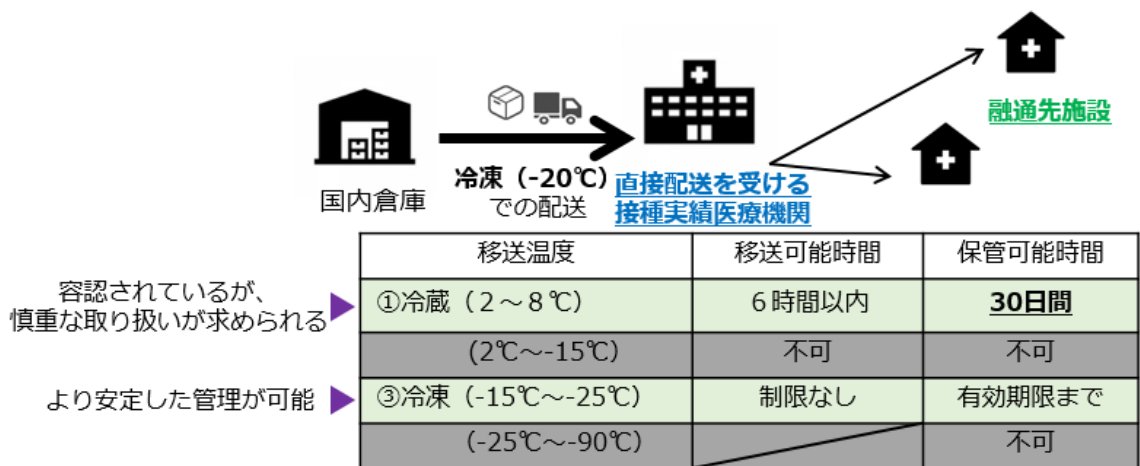 融通先施設
国内倉庫
冷凍（-20℃）
での配送
直接配送を受ける
接種実績医療機関
移送温度 移送可能時間 保管可能時間
容認されているが、
慎重な取り扱いが求められる
①冷蔵（２～８℃） ６時間以内 30日間
(2℃～-15℃) 不可 不可
より安定した管理が可能
③冷凍（-15℃～-25℃） 制限なし 有効期限まで
(-25℃～-90℃) 不可